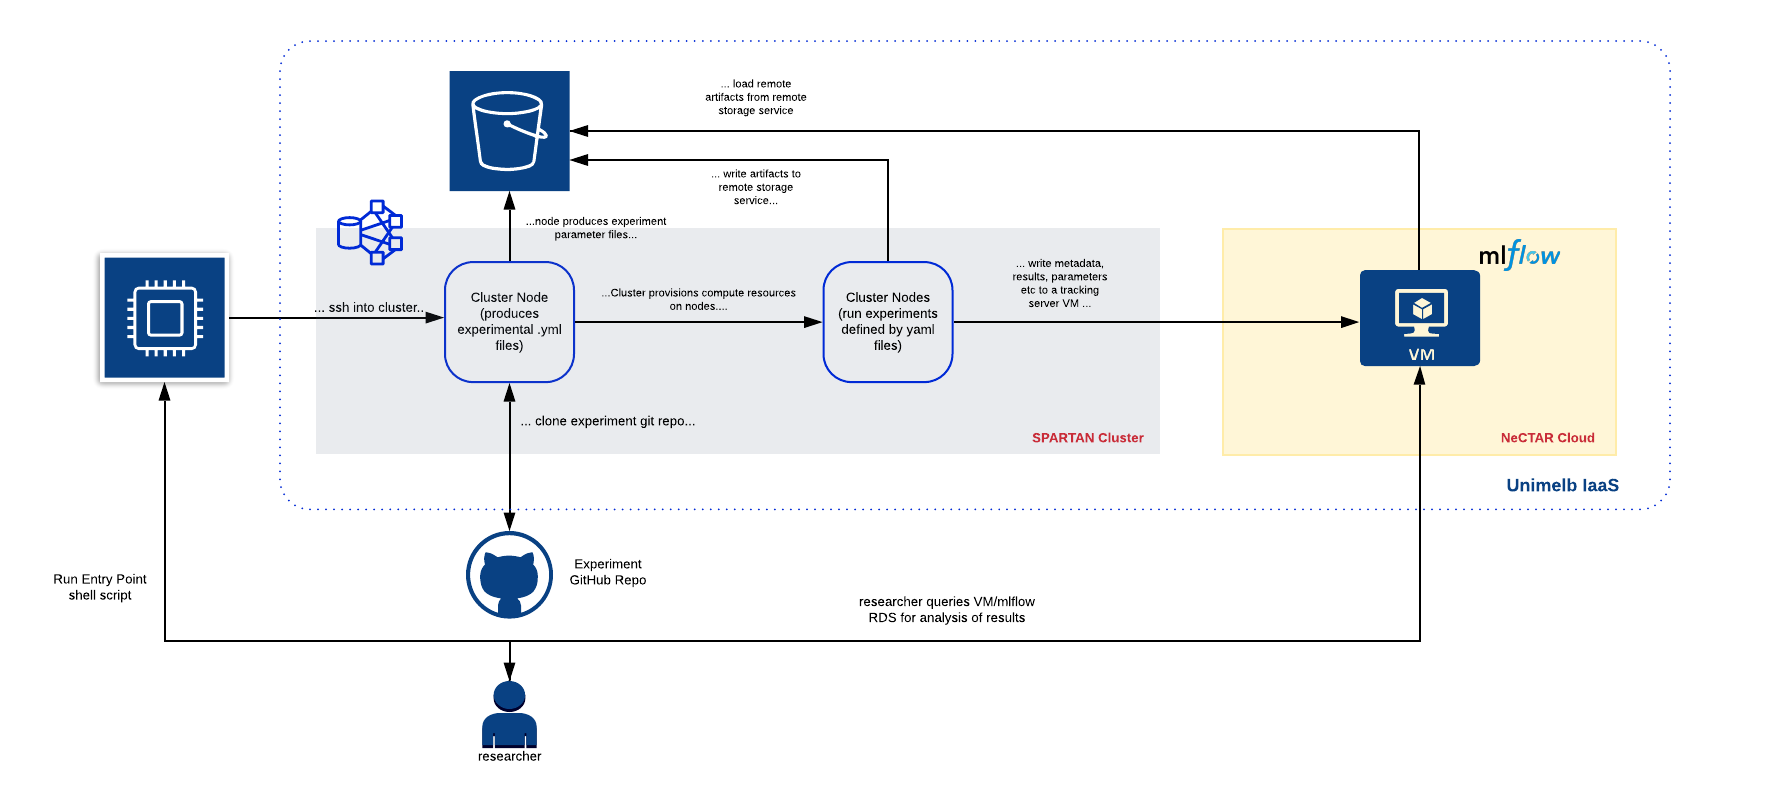 ... load remote
artifacts from remote
storage service
... write artifacts to
remote storage
service...
...node produces experiment
parameter files...
mlflow
... write metadata,
results, parameters
etc to a tracking
server VM ...
... ssh into cluster..
Cluster Node
(produces
experimental .yml
files)
...Cluster provisions compute resources
on nodes....
Cluster Nodes
(run experiments
defined by yaml
files)
VM
... clone experiment git repo...
SPARTAN Cluster
NeCTAR Cloud
Unimelb IaaS
Experiment
GitHub Repo
Run Entry Point
shell script
researcher queries VM/mlflow
RDS for analysis of results
researcher